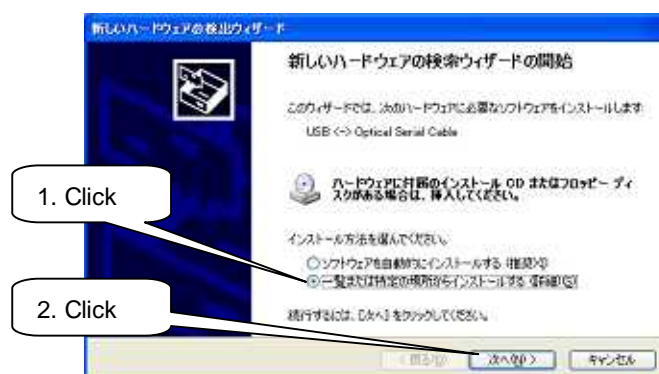 新しいハードウェアの検出ウィザード
新しいハードウェアの検索ウィザードの開始
このウィザードでは、次のハードウェアに必要なソフトウェアをインストールします:
USB <-> Optical Serial Cable
ハードウェアに付属のインストール CD またはフロッピー ディ
スクがある場合は、挿入してください。
インストール方法を選んでください。
ソフトウェアを自動的にインストールする (推奨)(I)
一覧または特定の場所からインストールする (詳細)(S)
続行するには、[次へ] をクリックしてください。
< 戻る(B)
次へ(N) >
キャンセル
1. Click
2. Click